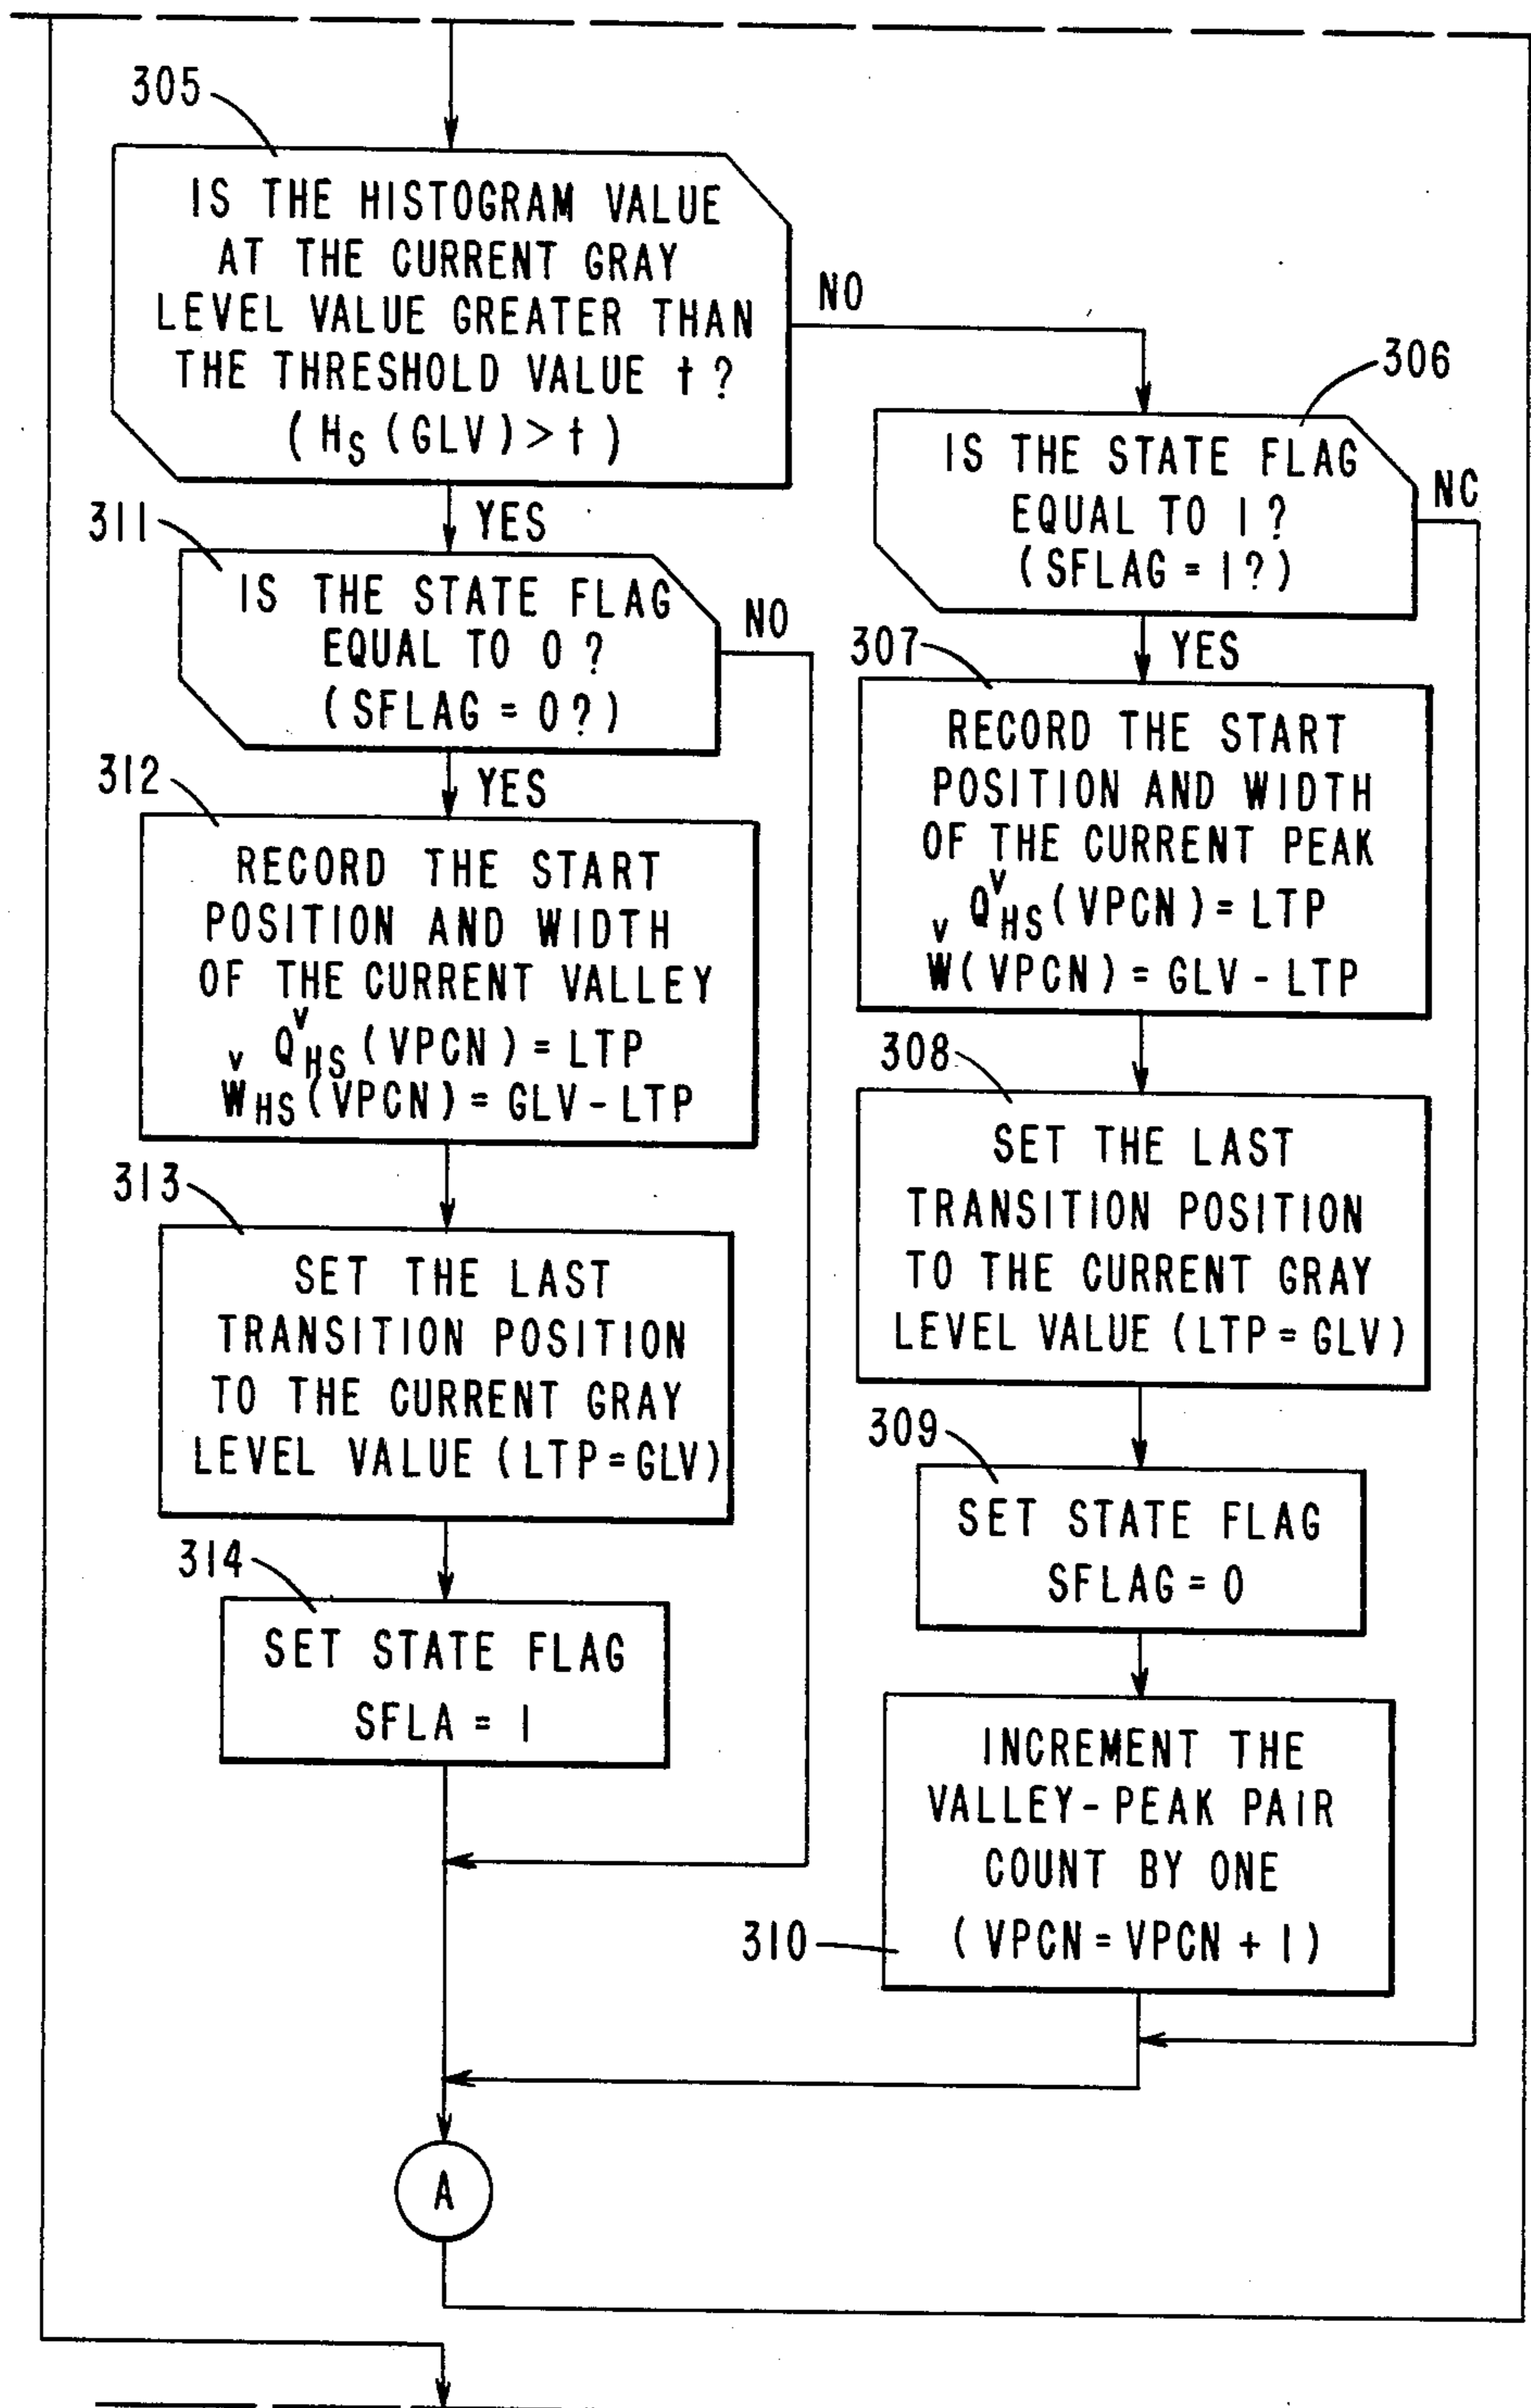 305
IS THE HISTOGRAM VALUE
AT THE CURRENT GRAY
LEVEL VALUE GREATER THAN
THE THRESHOLD VALUE t?
(HS (GLV) > t)
NO
306
IS THE STATE FLAG
EQUAL TO 1?
(SFLAG = 1?)
NC
YES
311
IS THE STATE FLAG
EQUAL TO 0?
(SFLAG = 0?)
NO
YES
307
RECORD THE START
POSITION AND WIDTH
OF THE CURRENT PEAK
Q^V_HS(VPCN) = LTP
W̌(VPCN) = GLV - LTP
YES
312
RECORD THE START
POSITION AND WIDTH
OF THE CURRENT VALLEY
Q^V_HS(VPCN) = LTP
W̌HS(VPCN) = GLV - LTP
308
SET THE LAST
TRANSITION POSITION
TO THE CURRENT GRAY
LEVEL VALUE (LTP = GLV)
313
SET THE LAST
TRANSITION POSITION
TO THE CURRENT GRAY
LEVEL VALUE (LTP = GLV)
309
SET STATE FLAG
SFLAG = 0
314
SET STATE FLAG
SFLA = 1
310
INCREMENT THE
VALLEY-PEAK PAIR
COUNT BY ONE
(VPCN = VPCN + 1)
A